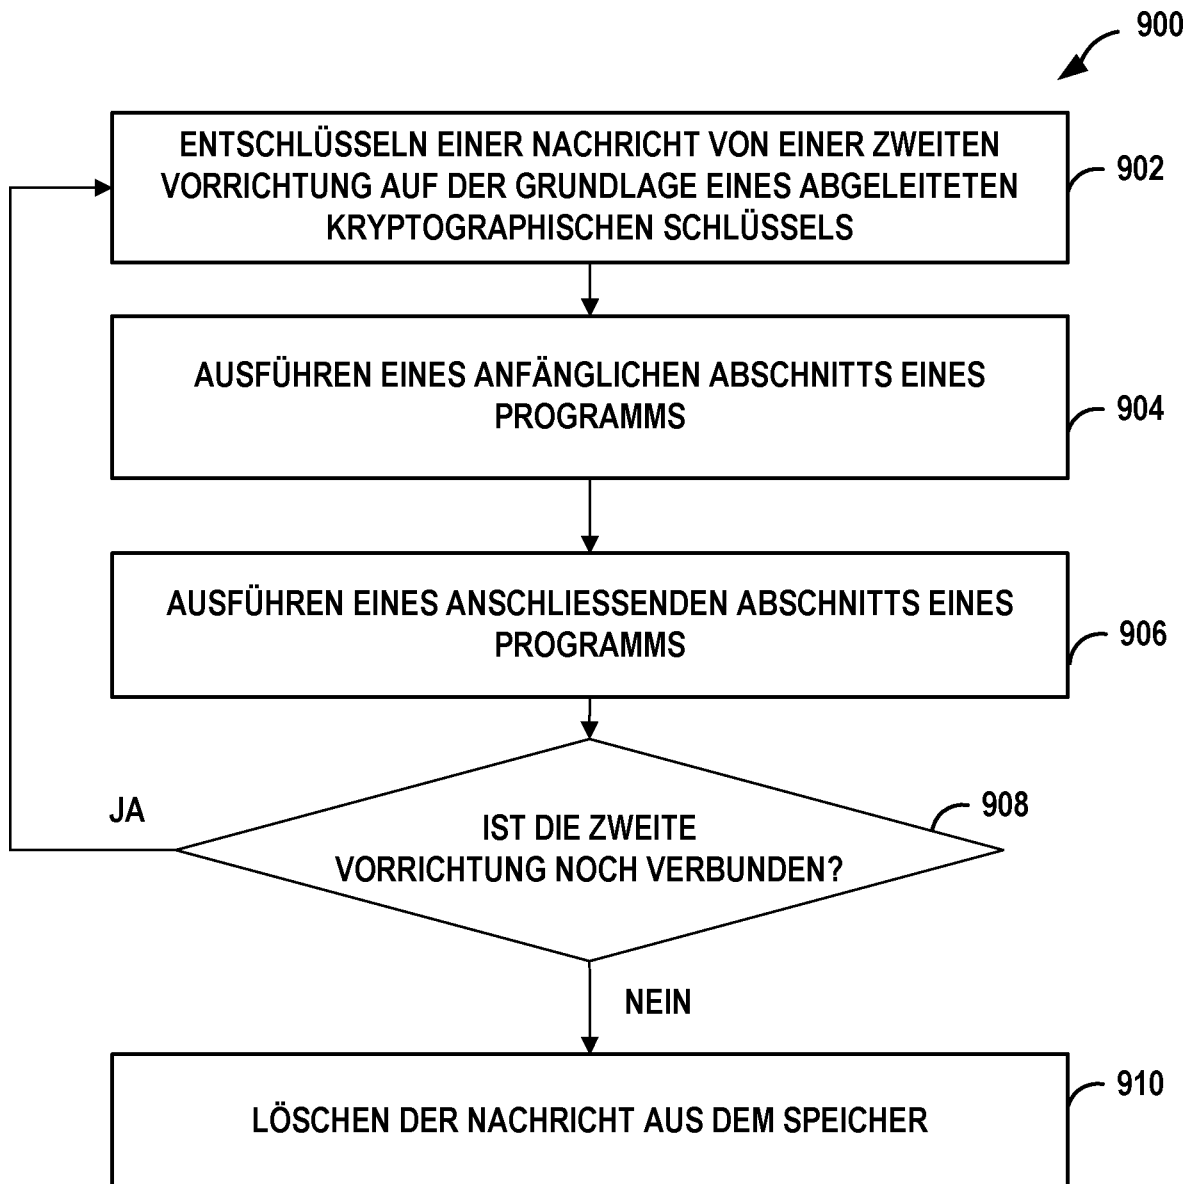 900
ENTSCHLÜSSELN EINER NACHRICHT VON EINER ZWEITEN
VORRICHTUNG AUF DER GRUNDLAGE EINES ABGELEITETEN
KRYPTOGRAPHISCHEN SCHLÜSSELS
902
AUSFÜHREN EINES ANFÄNGLICHEN ABSCHNITTS EINES
PROGRAMMS
904
AUSFÜHREN EINES ANSCHLIESSENDEN ABSCHNITTS EINES
PROGRAMMS
906
JA
IST DIE ZWEITE
VORRICHTUNG NOCH VERBUNDEN?
908
NEIN
LÖSCHEN DER NACHRICHT AUS DEM SPEICHER
910